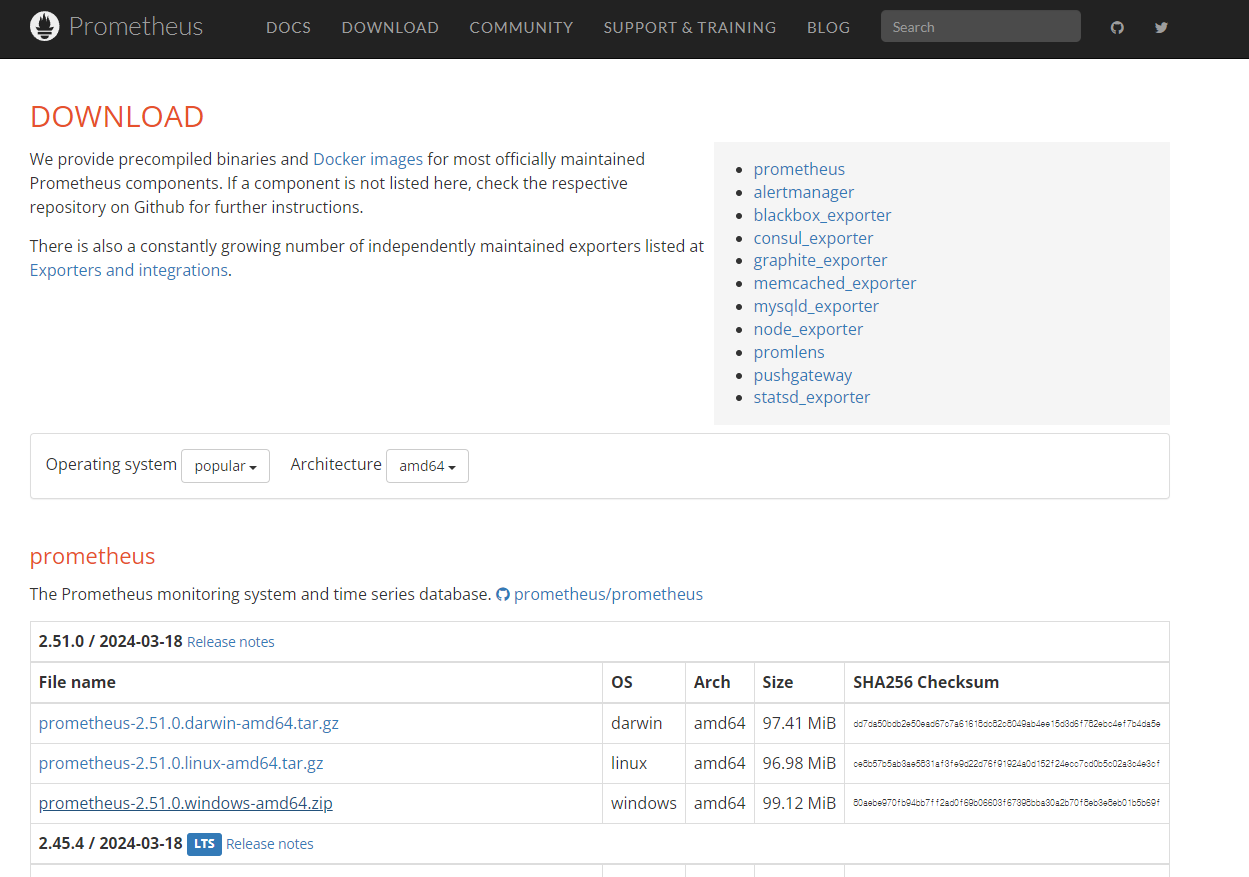 Prometheus
DOCS DOWNLOAD COMMUNITY SUPPORT & TRAINING BLOG Search
DOWNLOAD
We provide precompiled binaries and Docker images for most officially maintained
Prometheus components. If a component is not listed here, check the respective
repository on Github for further instructions.
There is also a constantly growing number of independently maintained exporters listed at
Exporters and integrations.
prometheus
alertmanager
blackbox_exporter
consul_exporter
graphite_exporter
memcached_exporter
mysqld_exporter
node_exporter
promlens
pushgateway
statsd_exporter
Operating system popular Architecture amd64
prometheus
The Prometheus monitoring system and time series database. prometheus/prometheus
2.51.0 / 2024-03-18 Release notes
File name OS Arch Size SHA256 Checksum
prometheus-2.51.0.darwin-amd64.tar.gz darwin amd64 97.41 MiB
prometheus-2.51.0.linux-amd64.tar.gz linux amd64 96.98 MiB
prometheus-2.51.0.windows-amd64.zip windows amd64 99.12 MiB
2.45.4 / 2024-03-18 LTS Release notes